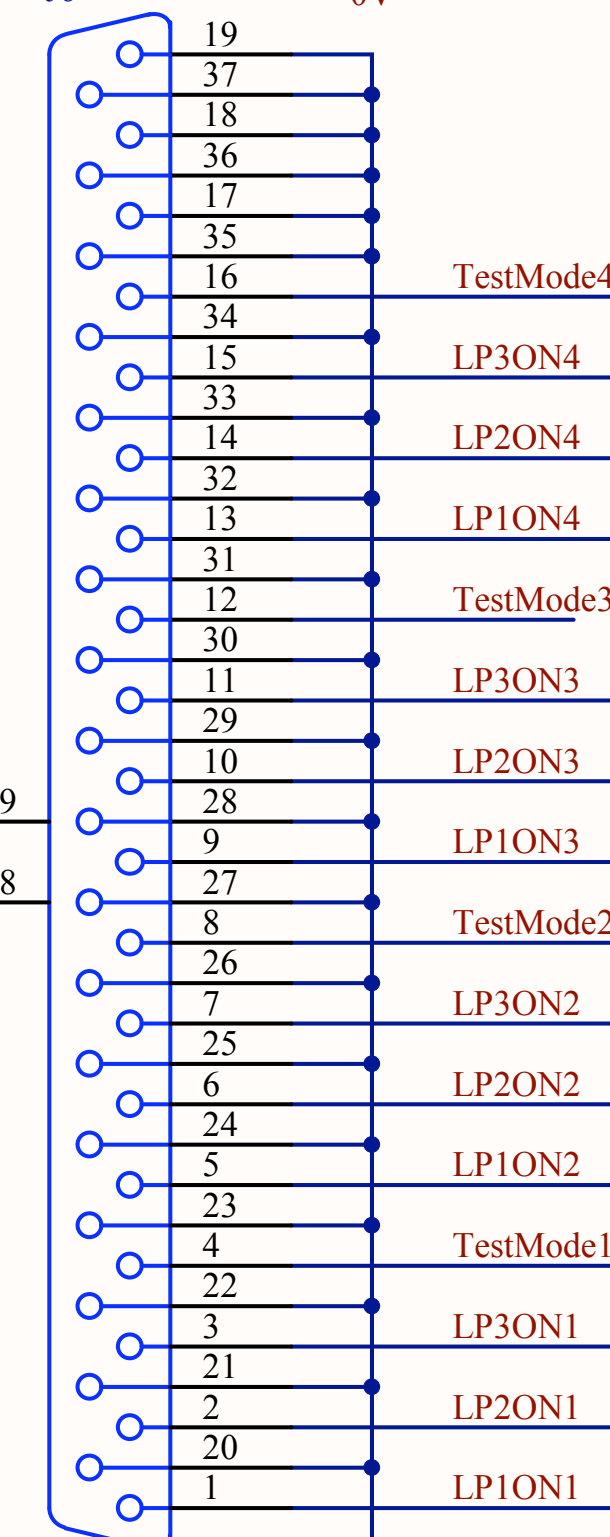 0V
19
37
18
36
17
35
16 TestMode4
34
15 LP3ON4
33
14 LP2ON4
32
13 LP1ON4
31
12 TestMode3
30
11 LP3ON3
29
10 LP2ON3
9 28
9 LP1ON3
8 27
8 TestMode2
26
7 LP3ON2
25
6 LP2ON2
24
5 LP1ON2
23
4 TestMode1
22
3 LP3ON1
21
2 LP2ON1
20
1 LP1ON1